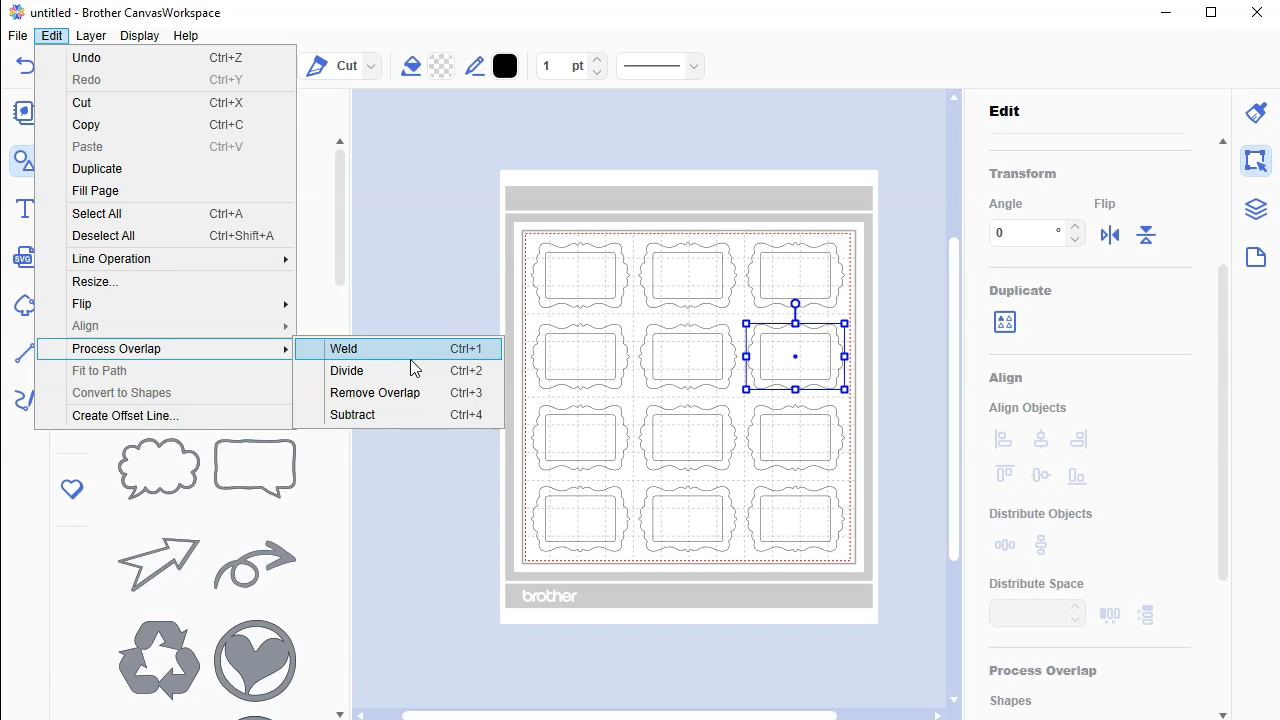 untitled - Brother CanvasWorkspace
File Edit Layer Display Help
Undo Ctrl+Z
Redo Ctrl+Y
Cut Ctrl+X
Copy Ctrl+C
Paste Ctrl+V
Duplicate
Fill Page
Select All Ctrl+A
Deselect All Ctrl+Shift+A
Line Operation
Resize...
Flip
Align
Process Overlap
Fit to Path
Convert to Shapes
Create Offset Line...
Weld Ctrl+1
Divide Ctrl+2
Remove Overlap Ctrl+3
Subtract Ctrl+4
Cut
1 pt
T
SVG
brother
Edit
Transform
Angle Flip
0 °
Duplicate
Align
Align Objects
Distribute Objects
Distribute Space
Process Overlap
Shapes